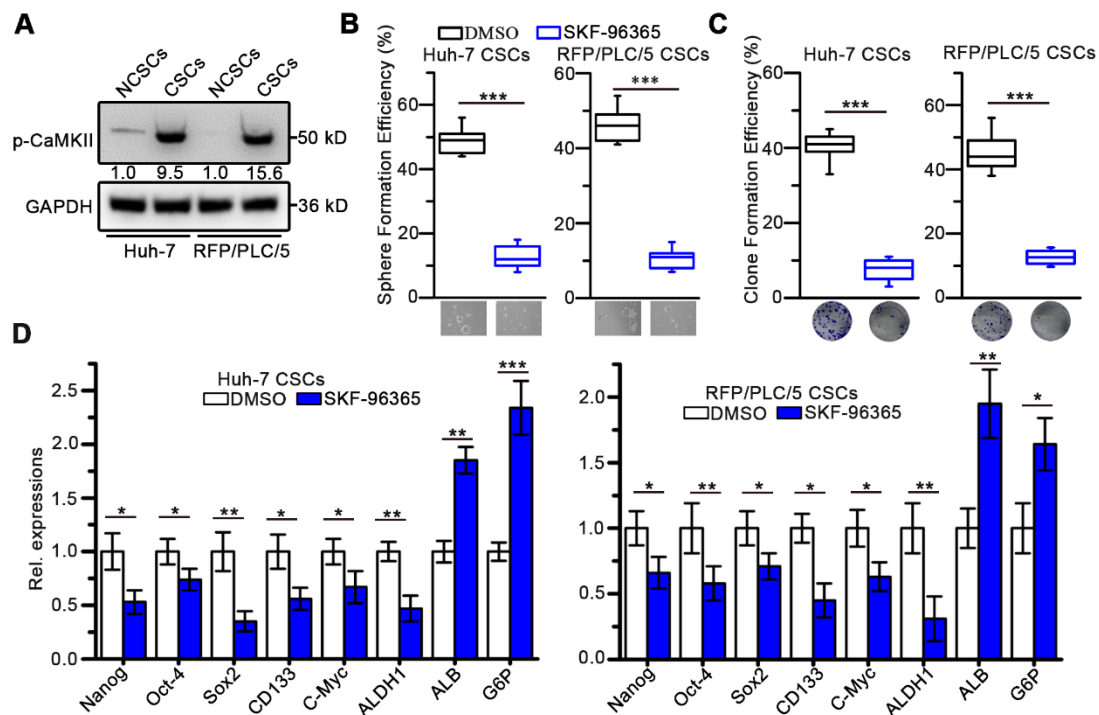 A
NCSCs CSCs NCSCs CSCs
p-CaMKII
50 kD
1.0 9.5 1.0 15.6
GAPDH
36 kD
Huh-7 RFP/PLC/5
B
DMSO SKF-96365
Huh-7 CSCs RFP/PLC/5 CSCs
Sphere Formation Efficiency (%)
60
40
20
0
***
60
40
20
0
***
C
Huh-7 CSCs RFP/PLC/5 CSCs
Clone Formation Efficiency (%)
60
40
20
0
***
60
40
20
0
***
D
Huh-7 CSCs
DMSO SKF-96365
Rel. expressions
2.5
2.0
1.5
1.0
0.5
0.0
* * ** * * ** ** ***
Nanog Oct-4 Sox2 CD133 C-Myc ALDH1 ALB G6P
RFP/PLC/5 CSCs
DMSO SKF-96365
2.0
1.5
1.0
0.5
0.0
* ** * * * ** ** *
Nanog Oct-4 Sox2 CD133 C-Myc ALDH1 ALB G6P